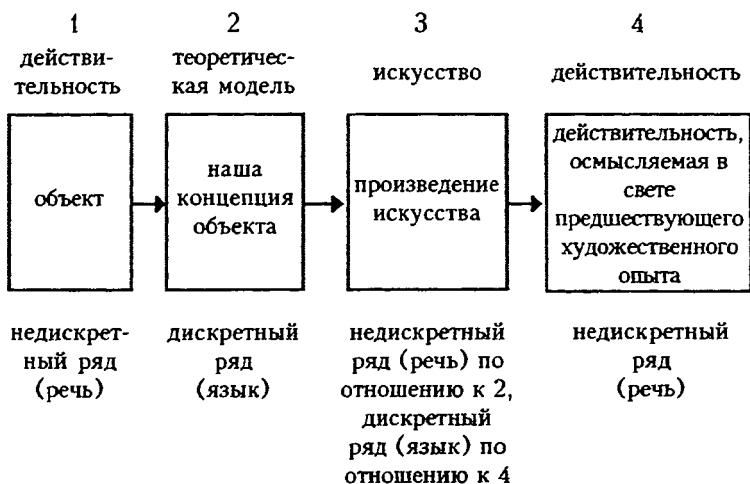 1
действи-
тельность
объект
недискрет-
ный ряд
(речь)
2
теоретичес-
кая модель
наша
концепция
объекта
дискретный
ряд
(язык)
3
искусство
произведение
искусства
недискретный
ряд (речь) по
отношению к 2,
дискретный
ряд (язык) по
отношению к 4
4
действительность
действительность,
осмысляемая в
свете
предшествующего
художественного
опыта
недискретный
ряд
(речь)